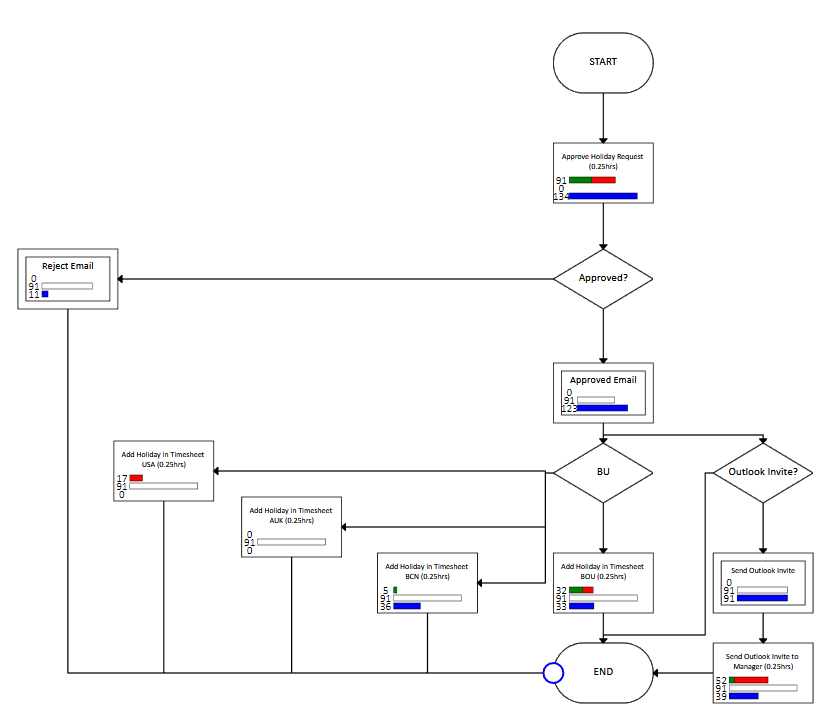 START
Approve Holiday Request
(0.25hrs)
91
0
134
Approved?
Reject Email
0
91
11
Approved Email
0
91
123
BU
Outlook Invite?
Add Holiday in Timesheet
USA (0.25hrs)
17
91
0
Add Holiday in Timesheet
AUK (0.25hrs)
0
91
0
Add Holiday in Timesheet
BCN (0.25hrs)
5
91
36
Add Holiday in Timesheet
BOU (0.25hrs)
32
91
33
Send Outlook Invite
0
91
91
Send Outlook Invite to
Manager (0.25hrs)
52
91
39
END